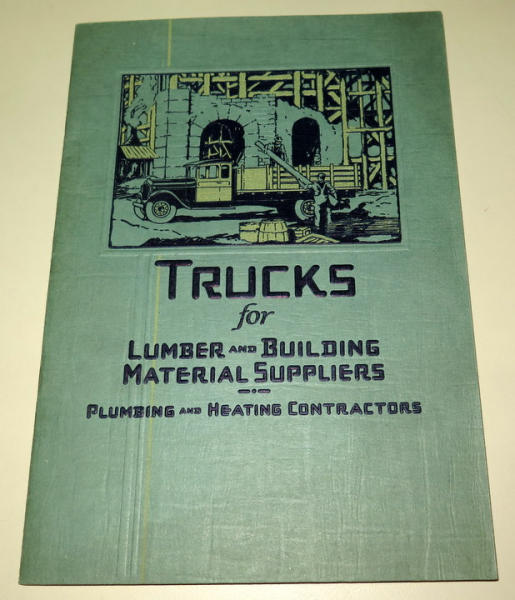 TRUCKS
for
LUMBER AND BUILDING
MATERIAL SUPPLIERS
PLUMBING AND HEATING CONTRACTORS